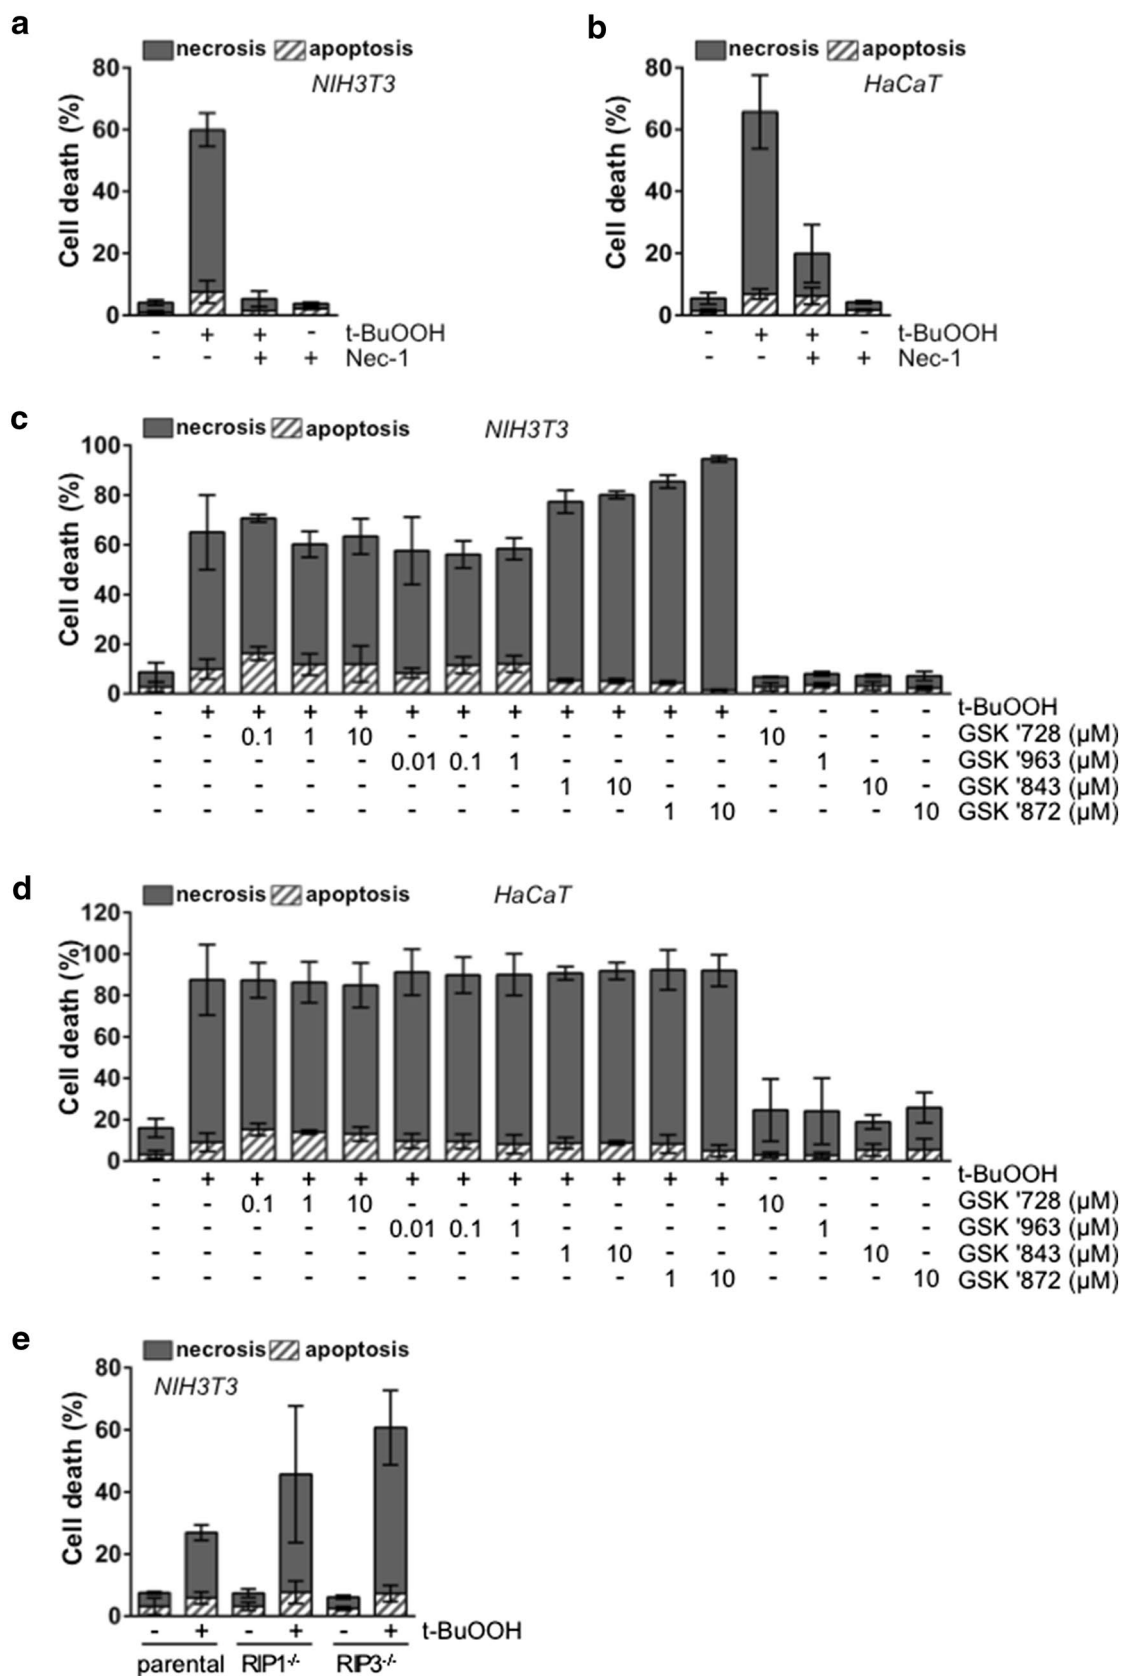 a
necrosis apoptosis
NIH3T3
Cell death (%)
80
60
40
20
0
- + + - t-BuOOH
- - + + Nec-1
b
necrosis apoptosis
HaCaT
Cell death (%)
80
60
40
20
0
- + + - t-BuOOH
- - + + Nec-1
c
necrosis apoptosis
NIH3T3
Cell death (%)
100
80
60
40
20
0
- + + + + + + + + + + + - - - - t-BuOOH
- - 0.1 1 10 - - - - - - - 10 - - - GSK '728 (µM)
- - - - - 0.01 0.1 1 - - - - - 1 - - GSK '963 (µM)
- - - - - - - - 1 10 - - - - 10 - GSK '843 (µM)
- - - - - - - - - - 1 10 - - - 10 GSK '872 (µM)
d
necrosis apoptosis
HaCaT
Cell death (%)
120
100
80
60
40
20
0
- + + + + + + + + + + + - - - - t-BuOOH
- - 0.1 1 10 - - - - - - - 10 - - - GSK '728 (µM)
- - - - - 0.01 0.1 1 - - - - - 1 - - GSK '963 (µM)
- - - - - - - - 1 10 - - - - 10 - GSK '843 (µM)
- - - - - - - - - - 1 10 - - - 10 GSK '872 (µM)
e
necrosis apoptosis
NIH3T3
Cell death (%)
80
60
40
20
0
- + - + - + t-BuOOH
parental RIP1-/- RIP3-/-